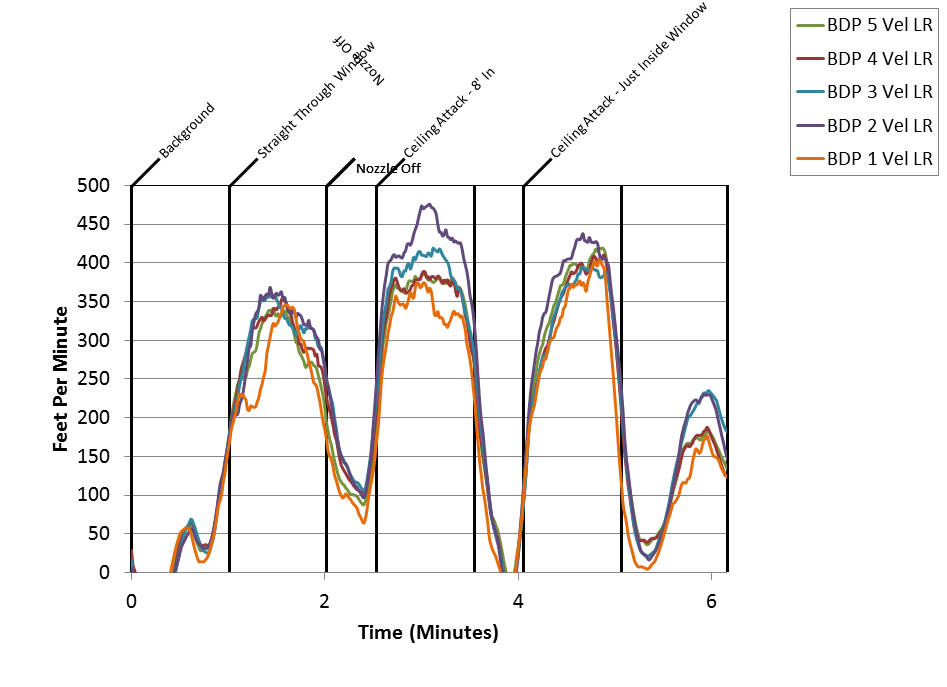 BDP 5 Vel LR
BDP 4 Vel LR
BDP 3 Vel LR
BDP 2 Vel LR
BDP 1 Vel LR
Background
Straight Through Window
Nozzle Off
Nozzle Off
Ceiling Attack - 8' In
Ceiling Attack - Just Inside Window
500
450
400
350
300
250
200
150
100
50
0
Feet Per Minute
0 2 4 6
Time (Minutes)